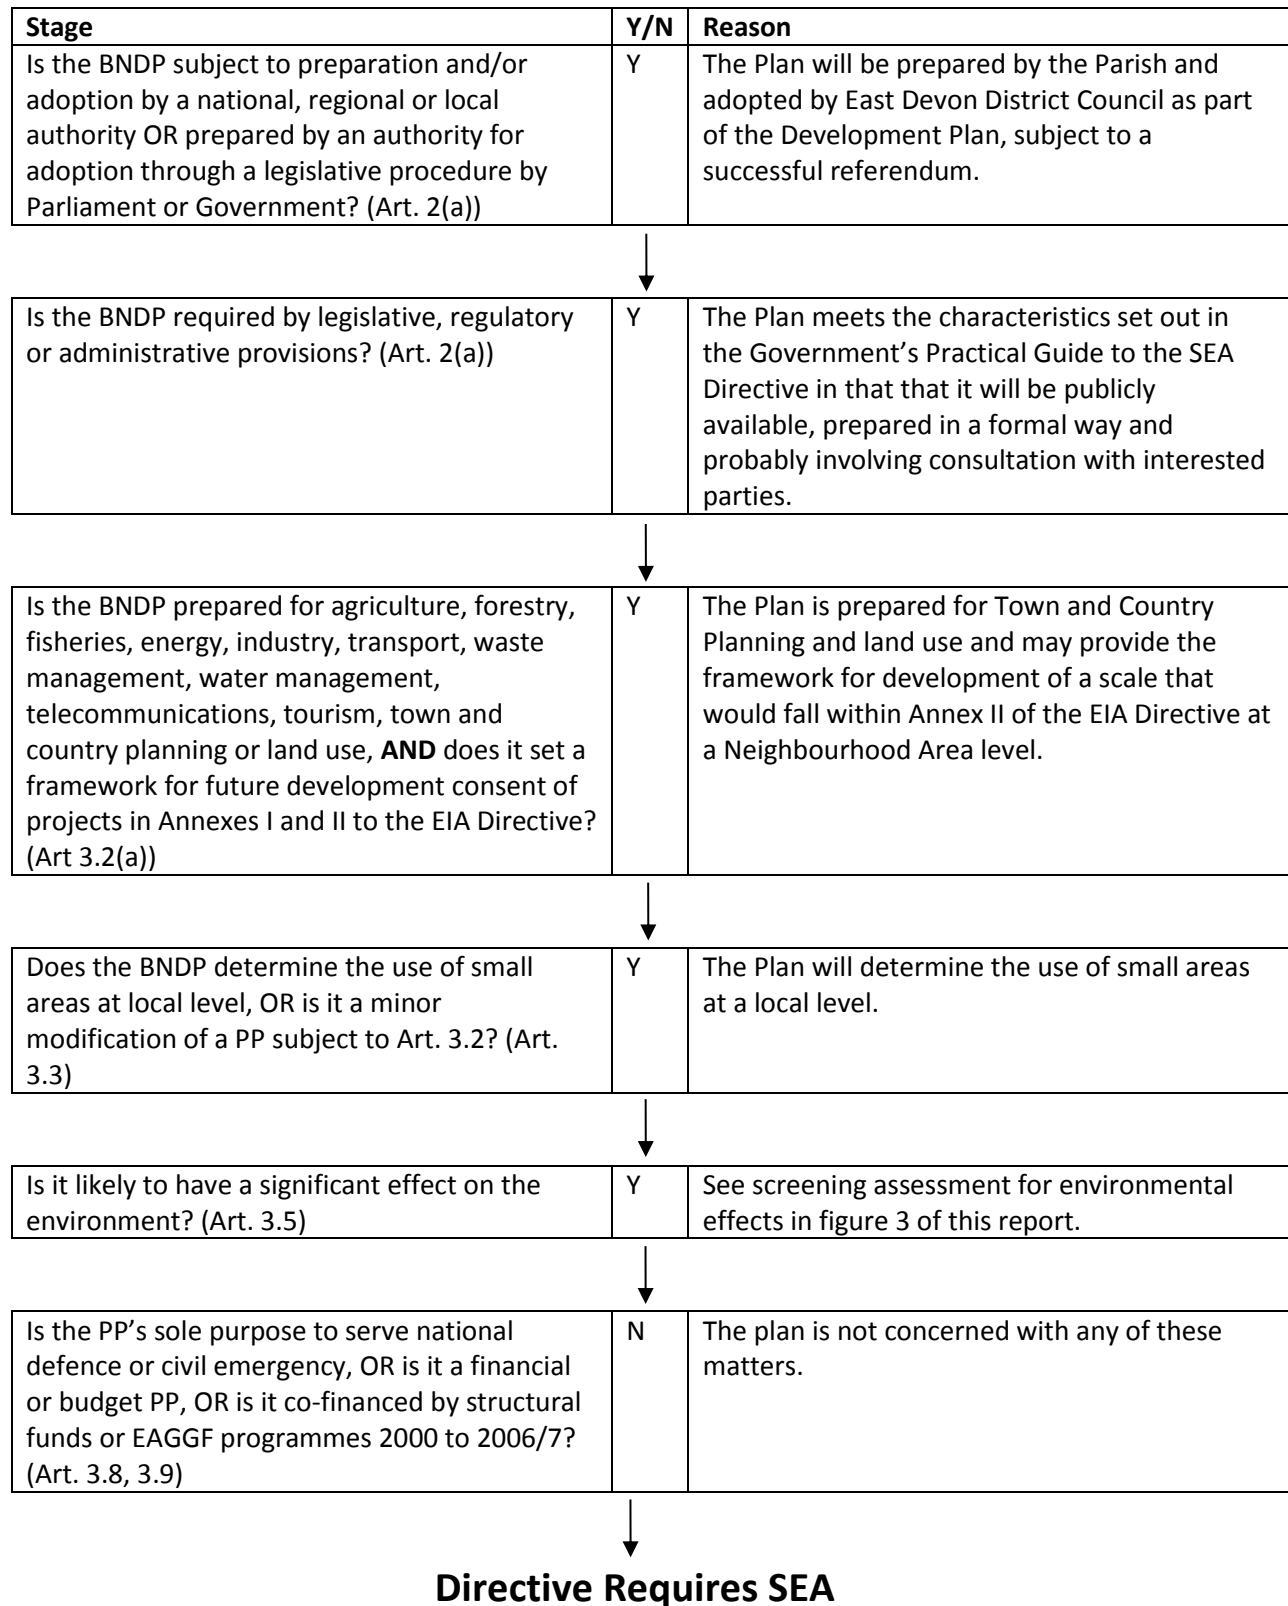 Stage Y/N Reason
Is the BNDP subject to preparation and/or
adoption by a national, regional or local
authority OR prepared by an authority for
adoption through a legislative procedure by
Parliament or Government? (Art. 2(a))
Y
The Plan will be prepared by the Parish and
adopted by East Devon District Council as part
of the Development Plan, subject to a
successful referendum.
Is the BNDP required by legislative, regulatory
or administrative provisions? (Art. 2(a))
Y
The Plan meets the characteristics set out in
the Government’s Practical Guide to the SEA
Directive in that that it will be publicly
available, prepared in a formal way and
probably involving consultation with interested
parties.
Is the BNDP prepared for agriculture, forestry,
fisheries, energy, industry, transport, waste
management, water management,
telecommunications, tourism, town and
country planning or land use, AND does it set a
framework for future development consent of
projects in Annexes I and II to the EIA Directive?
(Art 3.2(a))
Y
The Plan is prepared for Town and Country
Planning and land use and may provide the
framework for development of a scale that
would fall within Annex II of the EIA Directive at
a Neighbourhood Area level.
Does the BNDP determine the use of small
areas at local level, OR is it a minor
modification of a PP subject to Art. 3.2? (Art.
3.3)
Y
The Plan will determine the use of small areas
at a local level.
Is it likely to have a significant effect on the
environment? (Art. 3.5)
Y
See screening assessment for environmental
effects in figure 3 of this report.
Is the PP’s sole purpose to serve national
defence or civil emergency, OR is it a financial
or budget PP, OR is it co-financed by structural
funds or EAGGF programmes 2000 to 2006/7?
(Art. 3.8, 3.9)
N
The plan is not concerned with any of these
matters.
Directive Requires SEA